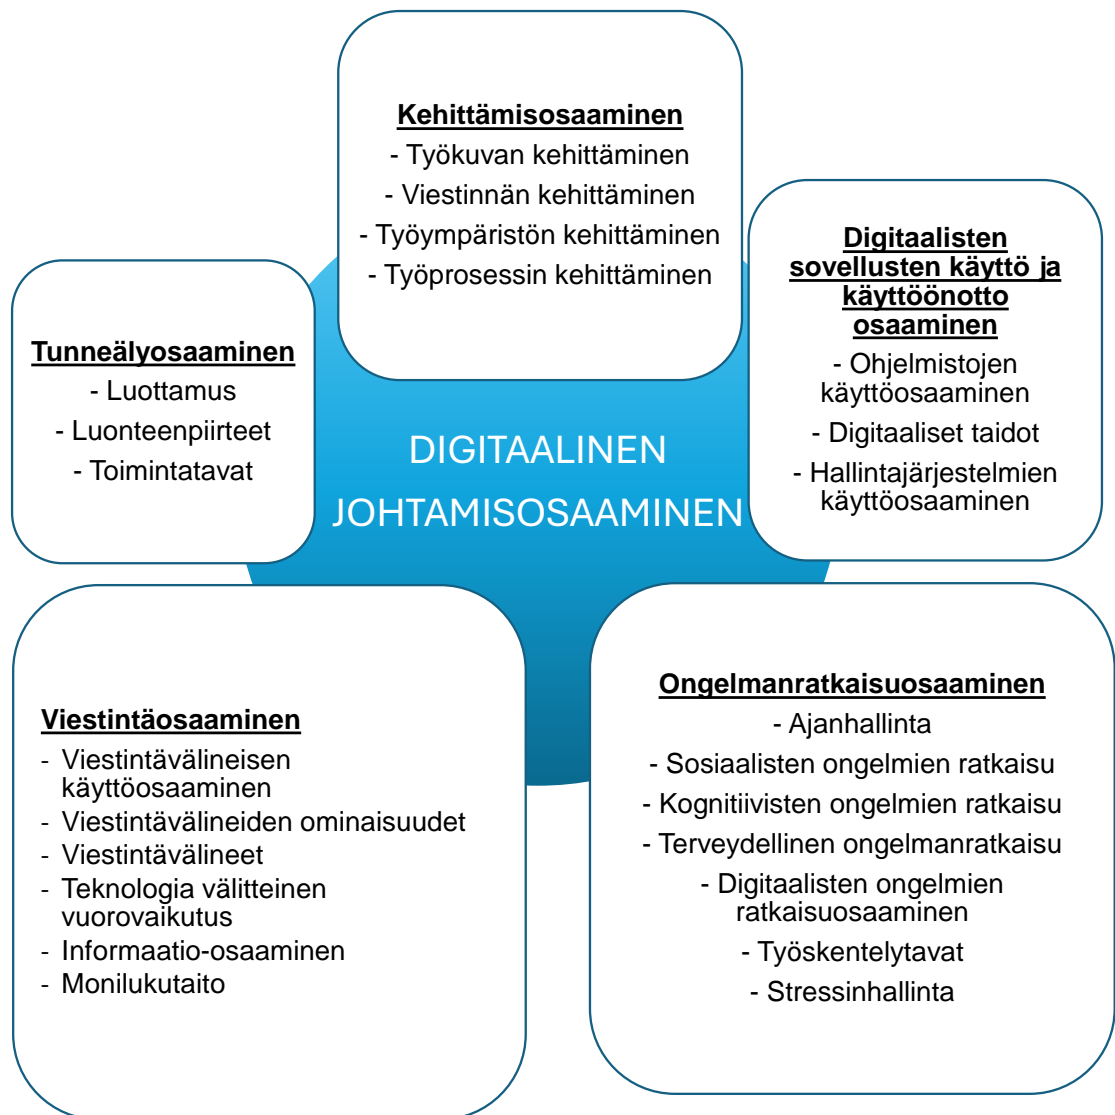 Kehittämisosaaminen
- Työkuvan kehittäminen
- Viestinnän kehittäminen
- Työympäristön kehittäminen
- Työprosessin kehittäminen
Digitaalisten
sovellusten käyttö ja
käyttöönotto
osaaminen
- Ohjelmistojen
käyttöosaaminen
- Digitaaliset taidot
- Hallintajärjestelmien
käyttöosaaminen
Tunneälyosaaminen
- Luottamus
- Luonteenpiirteet
- Toimintatavat
DIGITAALINEN
JOHTAMISOSAAMINEN
Viestintäosaaminen
- Viestintävälineisen
käyttöosaaminen
- Viestintävälineiden ominaisuudet
- Viestintävälineet
- Teknologia välitteinen
vuorovaikutus
- Informaatio-osaaminen
- Monilukutaito
Ongelmanratkaisuosaaminen
- Ajanhallinta
- Sosiaalisten ongelmien ratkaisu
- Kognitiivisten ongelmien ratkaisu
- Terveydellinen ongelmanratkaisu
- Digitaalisten ongelmien
ratkaisuosaaminen
- Työskentelytavat
- Stressinhallinta